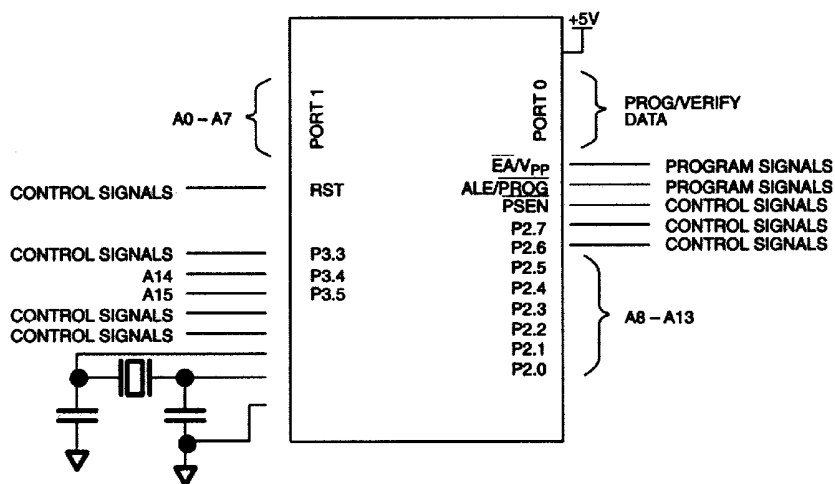 +5V
A0 – A7
PORT 1
PORT 0
PROG/VERIFY
DATA
EA/VPP
PROGRAM SIGNALS
CONTROL SIGNALS
RST
ALE/PROG
PROGRAM SIGNALS
PSEN
CONTROL SIGNALS
P2.7
CONTROL SIGNALS
CONTROL SIGNALS
P3.3
P2.6
CONTROL SIGNALS
A14
P3.4
P2.5
A15
P3.5
P2.4
CONTROL SIGNALS
P2.3
A8 – A13
CONTROL SIGNALS
P2.2
P2.1
P2.0